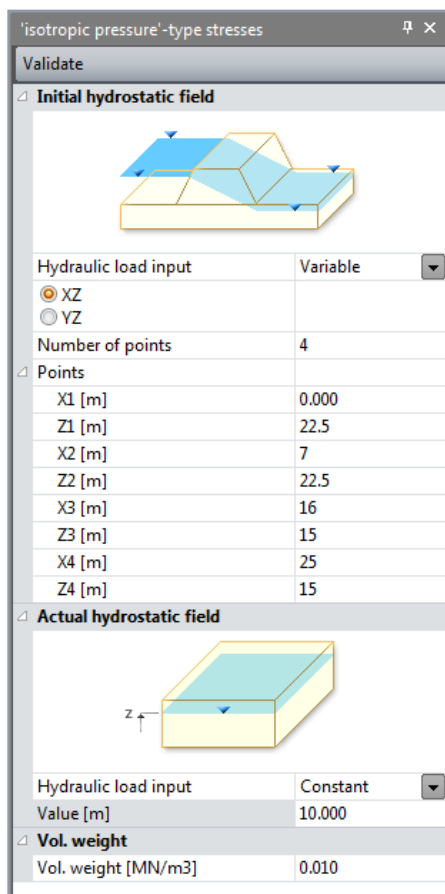 'isotropic pressure'-type stresses
Validate
Initial hydrostatic field
Hydraulic load input Variable
XZ
YZ
Number of points 4
Points
X1 [m] 0.000
Z1 [m] 22.5
X2 [m] 7
Z2 [m] 22.5
X3 [m] 16
Z3 [m] 15
X4 [m] 25
Z4 [m] 15
Actual hydrostatic field
z
Hydraulic load input Constant
Value [m] 10.000
Vol. weight
Vol. weight [MN/m3] 0.010